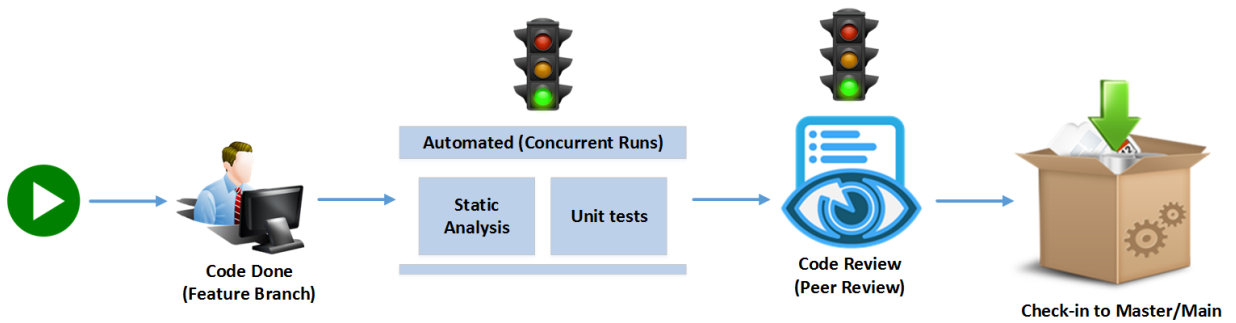 Automated (Concurrent Runs)
Static
Analysis
Unit tests
Code Done
(Feature Branch)
Code Review
(Peer Review)
12
Check-in to Master/Main